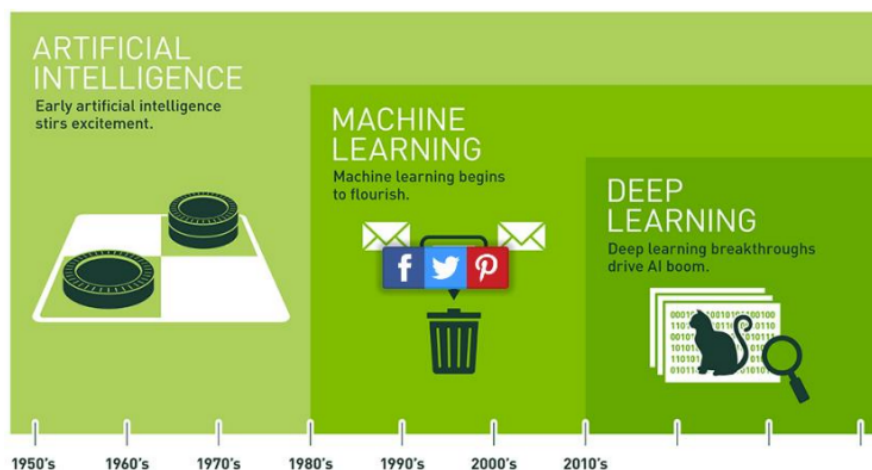 ARTIFICIAL
INTELLIGENCE
Early artificial intelligence
stirs excitement.
MACHINE
LEARNING
Machine learning begins
to flourish.
DEEP
LEARNING
Deep learning breakthroughs
drive AI boom.
1950's 1960's 1970's 1980's 1990's 2000's 2010's